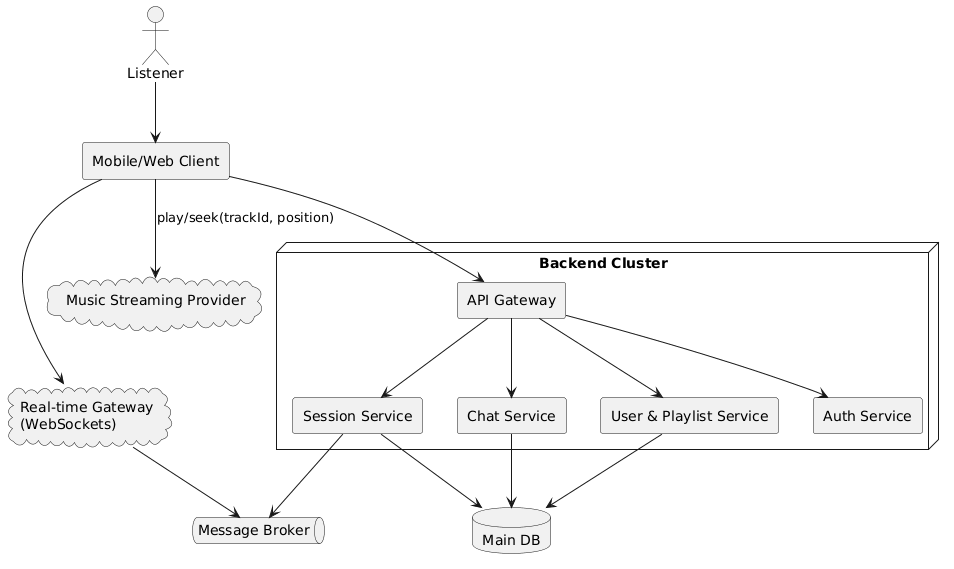 Listener
Mobile/Web Client
play/seek(trackId, position)
Backend Cluster
Music Streaming Provider
API Gateway
Real-time Gateway
(WebSockets)
Session Service
Chat Service
User & Playlist Service
Auth Service
Message Broker
Main DB